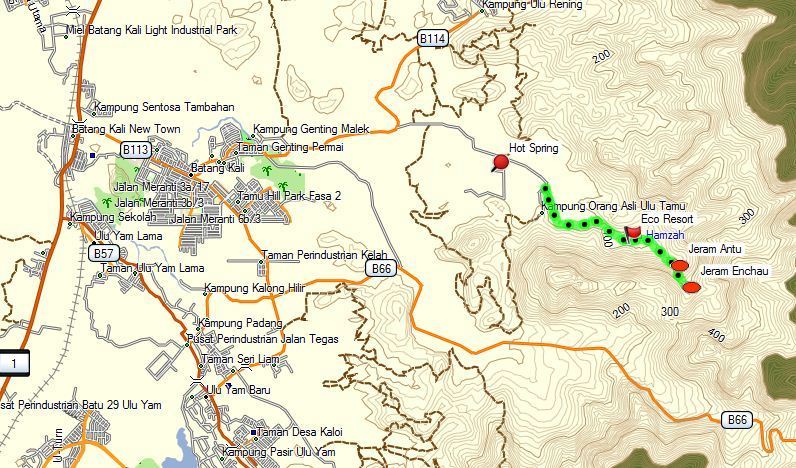 Kampung Ulu Rening
Utama
Miel Batang Kali Light Industrial Park
B114
200
Kampung Sentosa Tambahan
Batang Kali New Town
Kampung Genting Malek
B113
Taman Genting Permai
Hot Spring
Batang Kali
Jalan Meranti 3a/17
Tamu Hill Park Fasa 2
Jalan Meranti 3b/3
Kampung Orang Asli Ulu Tamu
Kampung Sekolah
Jalan Meranti 6b/3
Eco Resort
300
Ulu Yam Lama
Hamzah
B57
Jeram Antu
Taman Perindustrian Kelah
B66
Taman Ulu Yam Lama
Jeram Enchau
Kampung Kalong Hilir
200
300
Kampung Padang
400
Pusat Perindustrian Jalan Tegas
1
Taman Seri Liam
Ulu Yam Baru
sat Perindustrian Batu 29 Ulu Yam
B66
Taman Desa Kaloi
Kampung Pasir Ulu Yam